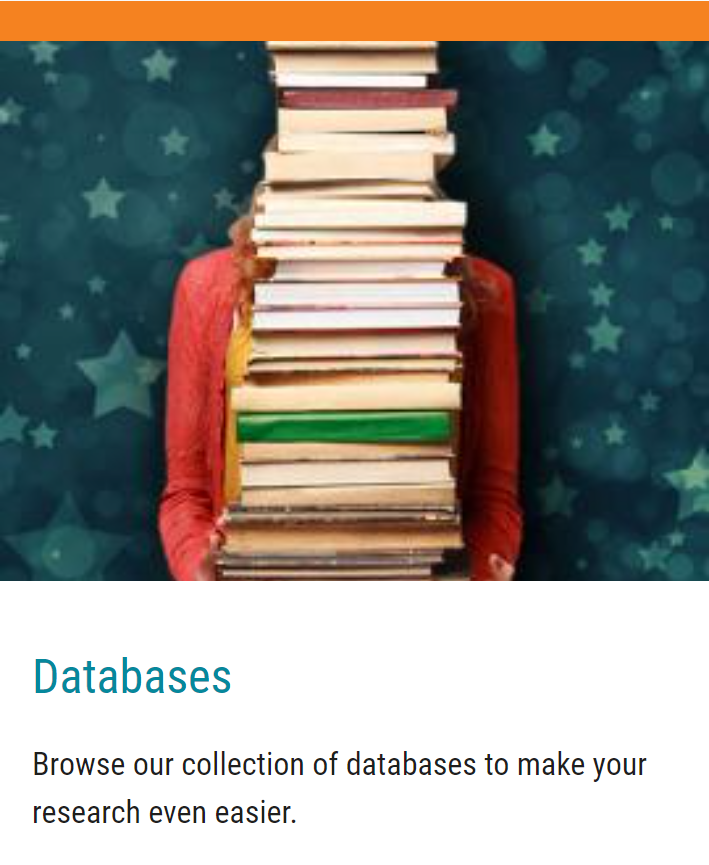 Databases
Browse our collection of databases to make your
research even easier.